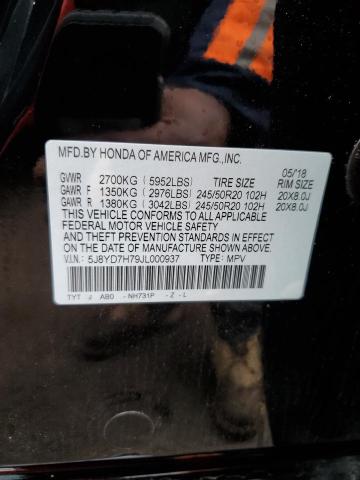 MFD.BY HONDA OF AMERICA MFG.,INC.
05/18
GVWR 2700KG (5952LBS) TIRE SIZE RIM SIZE
GAWR F 1350KG (2976LBS) 245/50R20 102H 20X8.0J
GAWR R 1380KG (3042LBS) 245/50R20 102H 20X8.0J
THIS VEHICLE CONFORMS TO ALL APPLICABLE
FEDERAL MOTOR VEHICLE SAFETY
AND THEFT PREVENTION STANDARDS IN EFFECT
ON THE DATE OF MANUFACTURE SHOWN ABOVE.
V.I.N.: 5J8YD7H79JL000937 TYPE: MPV
TYT # AB0 - NH731P - Z - L